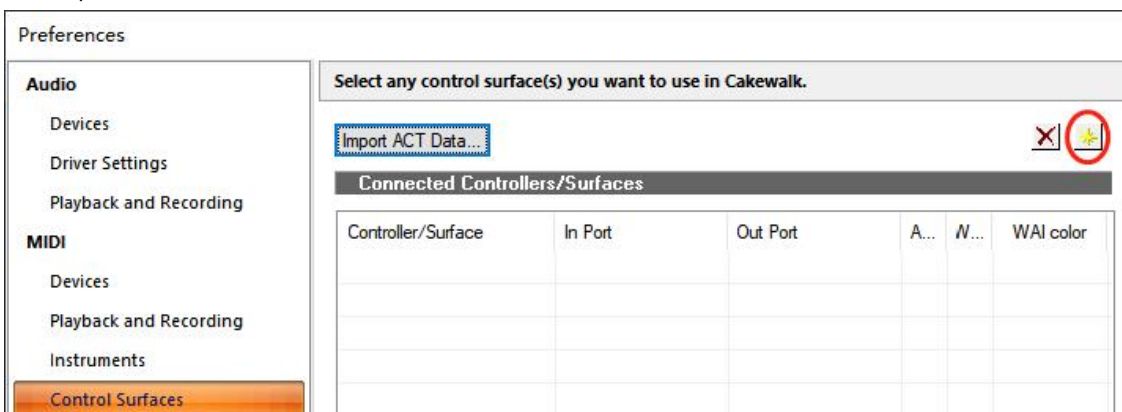 Preferences
Audio
Devices
Driver Settings
Playback and Recording
MIDI
Devices
Playback and Recording
Instruments
Control Surfaces
Select any control surface(s) you want to use in Cakewalk.
Import ACT Data...
Connected Controllers/Surfaces
Controller/Surface In Port Out Port A... W... WAI color